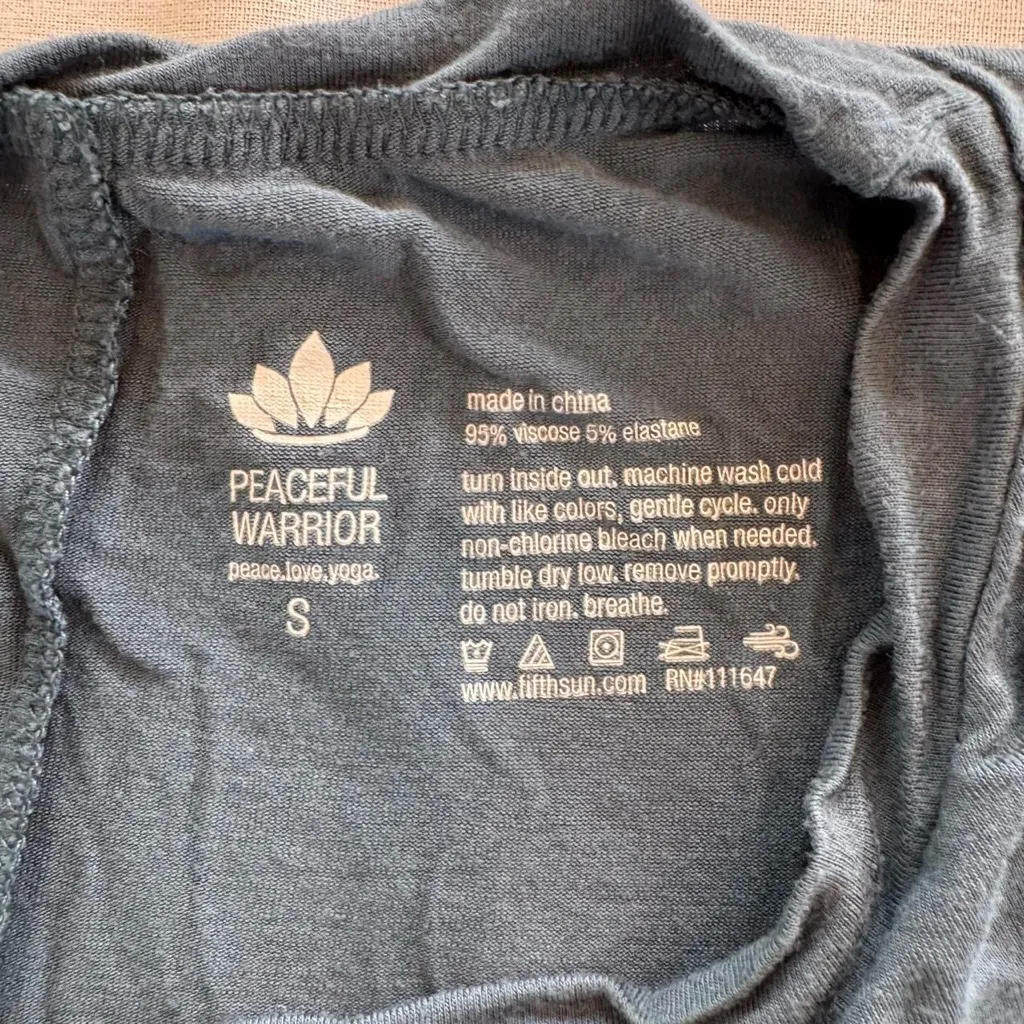 PEACEFUL
WARRIOR
peace.love.yoga.
S
made in china
95% viscose 5% elastane
turn inside out. machine wash cold
with like colors, gentle cycle. only
non-chlorine bleach when needed.
tumble dry low. remove promptly.
do not iron. breathe.
www.fifthsun.com RN#111647